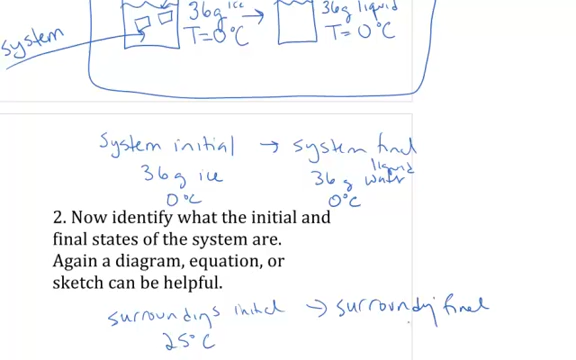 36g ice → 36g liquid
system T=0°C T=0°C
System initial → system final
36g ice 36g liquid water
0°C 0°C
2. Now identify what the initial and
final states of the system are.
Again a diagram, equation, or
sketch can be helpful.
surroundings initial → surrounding final
25°C